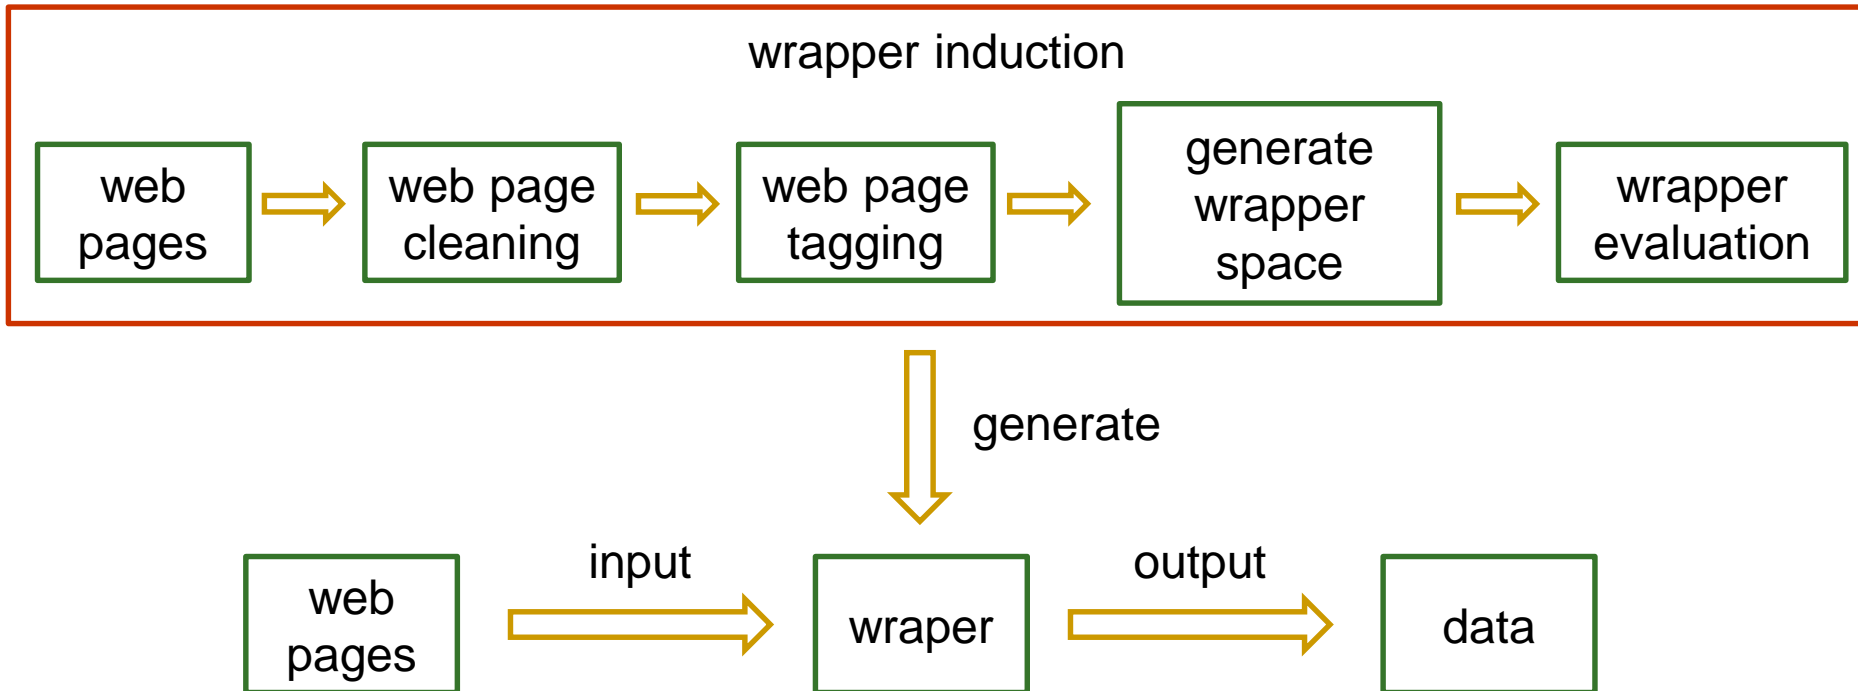 wrapper induction
web
pages
web page
cleaning
web page
tagging
generate
wrapper
space
wrapper
evaluation
generate
input
output
web
pages
wraper
data